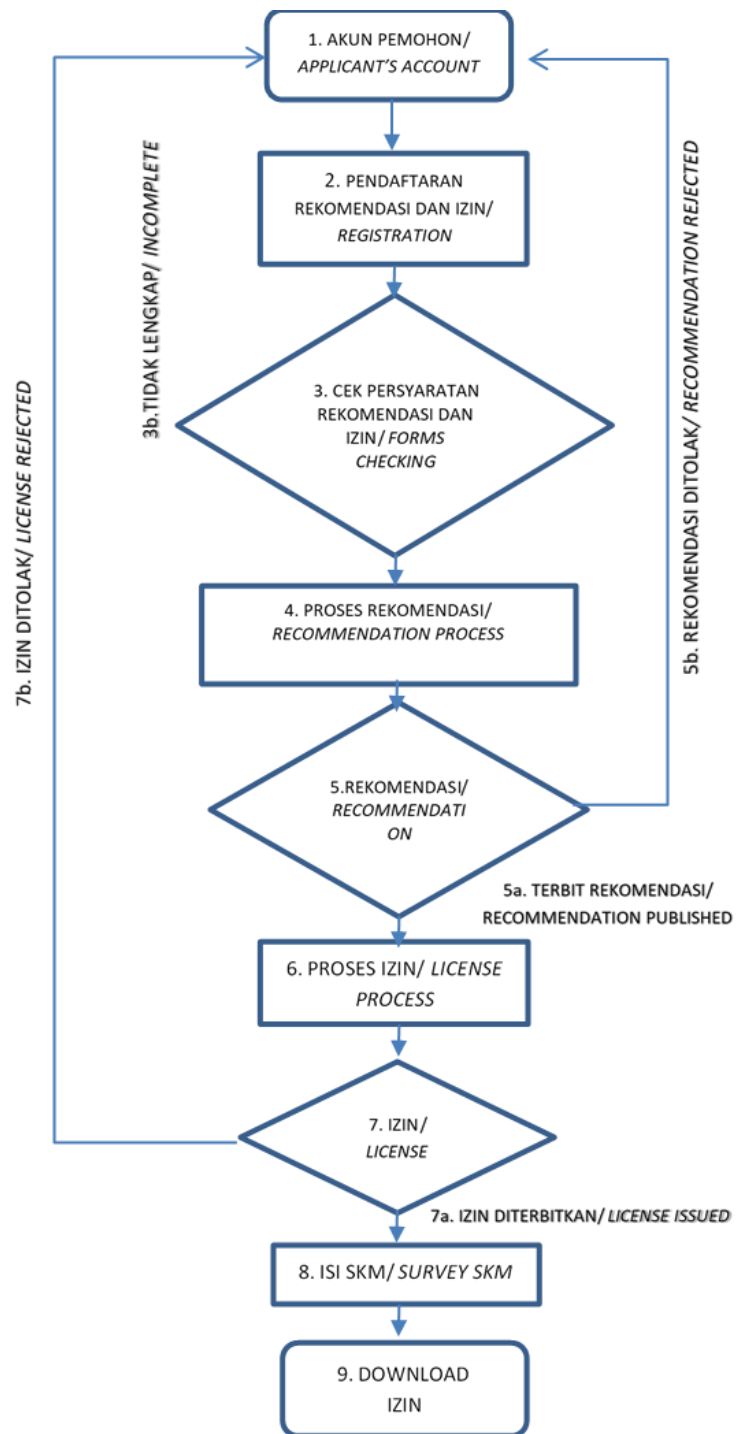 1. AKUN PEMOHON/
APPLICANT'S ACCOUNT
2. PENDAFTARAN
REKOMENDASI DAN IZIN/
REGISTRATION
3b.TIDAK LENGKAP/ INCOMPLETE
3. CEK PERSYARATAN
REKOMENDASI DAN
IZIN/ FORMS
CHECKING
5b. REKOMENDASI DITOLAK/ RECOMMENDATION REJECTED
7b. IZIN DITOLAK/ LICENSE REJECTED
4. PROSES REKOMENDASI/
RECOMMENDATION PROCESS
5.REKOMENDASI/
RECOMMENDATI
ON
5a. TERBIT REKOMENDASI/
RECOMMENDATION PUBLISHED
6. PROSES IZIN/ LICENSE
PROCESS
7. IZIN/
LICENSE
7a. IZIN DITERBITKAN/ LICENSE ISSUED
8. ISI SKM/ SURVEY SKM
9. DOWNLOAD
IZIN